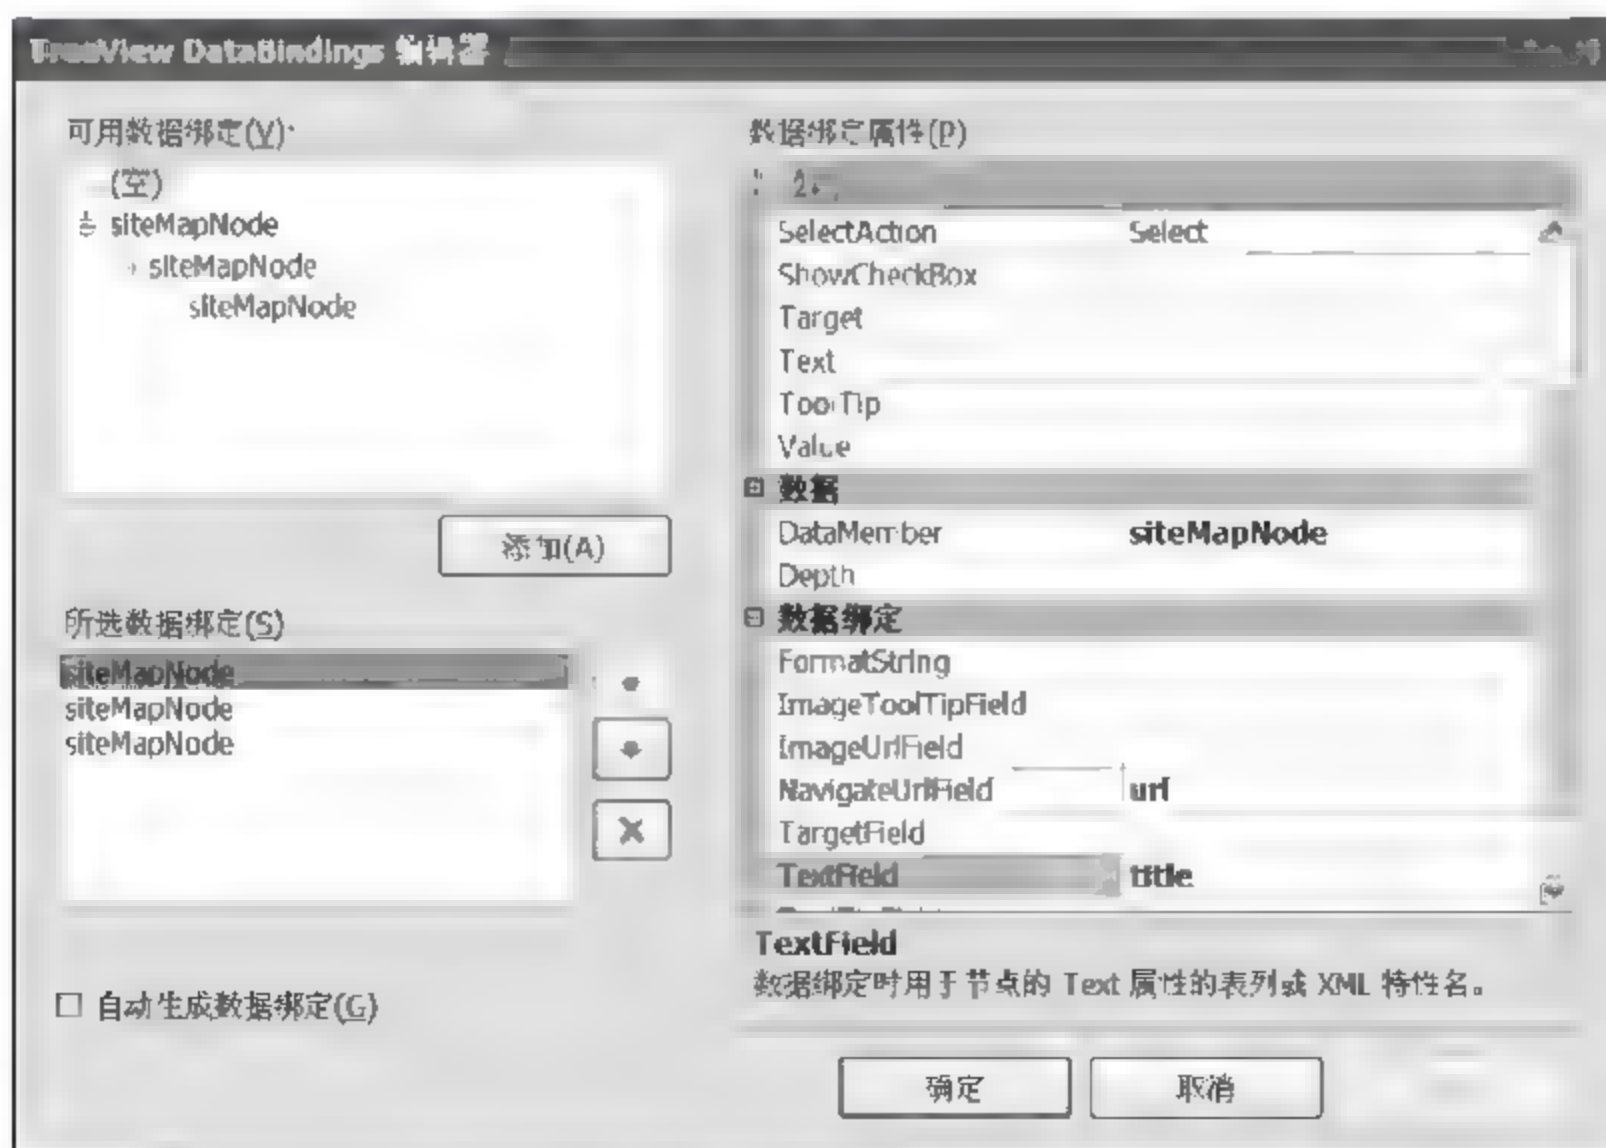 TreeView DataBindings 编辑器
可用数据绑定(Y):
(空)
siteMapNode
siteMapNode
siteMapNode
添加(A)
所选数据绑定(S)
siteMapNode
siteMapNode
siteMapNode
自动生成数据绑定(G)
数据绑定属性(P)
SelectAction Select
ShowCheckBox
Target
Text
ToolTip
Value
数据
DataMember siteMapNode
Depth
数据绑定
FormatString
ImageToolTipField
ImageUrlField
NavigateUrlField url
TargetField
TextField title
TextField
数据绑定时用于节点的 Text 属性的表列或 XML 特性名。
确定 取消